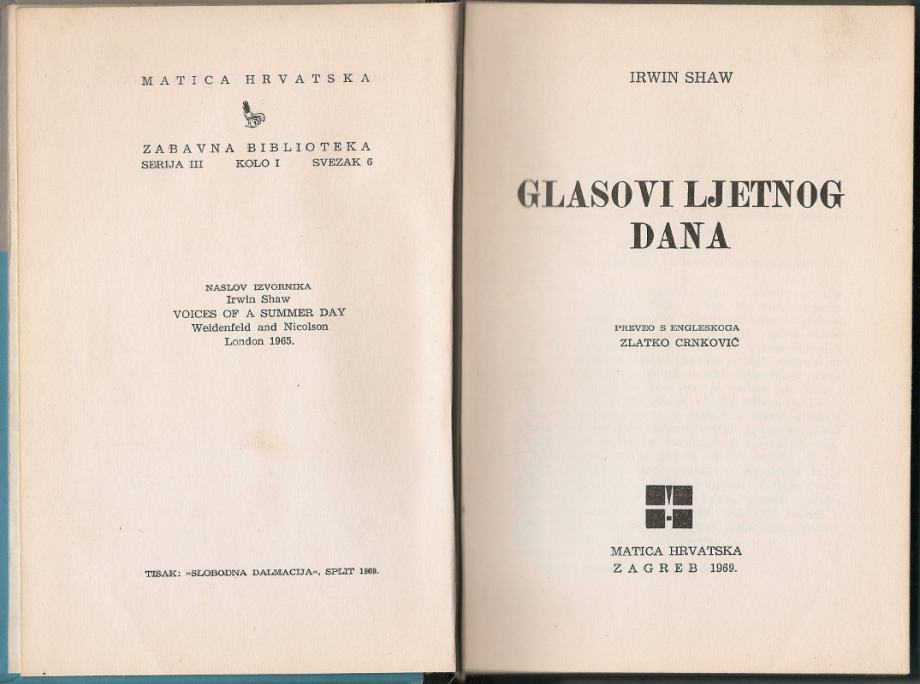 MATICA HRVATSKA
ZABAVNA BIBLIOTEKA
SERIJA III KOLO I SVEZAK 6
NASLOV IZVORNIKA
Irwin Shaw
VOICES OF A SUMMER DAY
Weidenfeld and Nicolson
London 1965.
TISAK: »SLOBODNA DALMACIJA«, SPLIT 1969.
IRWIN SHAW
GLASOVI LJETNOG
DANA
PREVEO S ENGLESKOGA
ZLATKO CRNKOVIĆ
MATICA HRVATSKA
ZAGREB 1969.